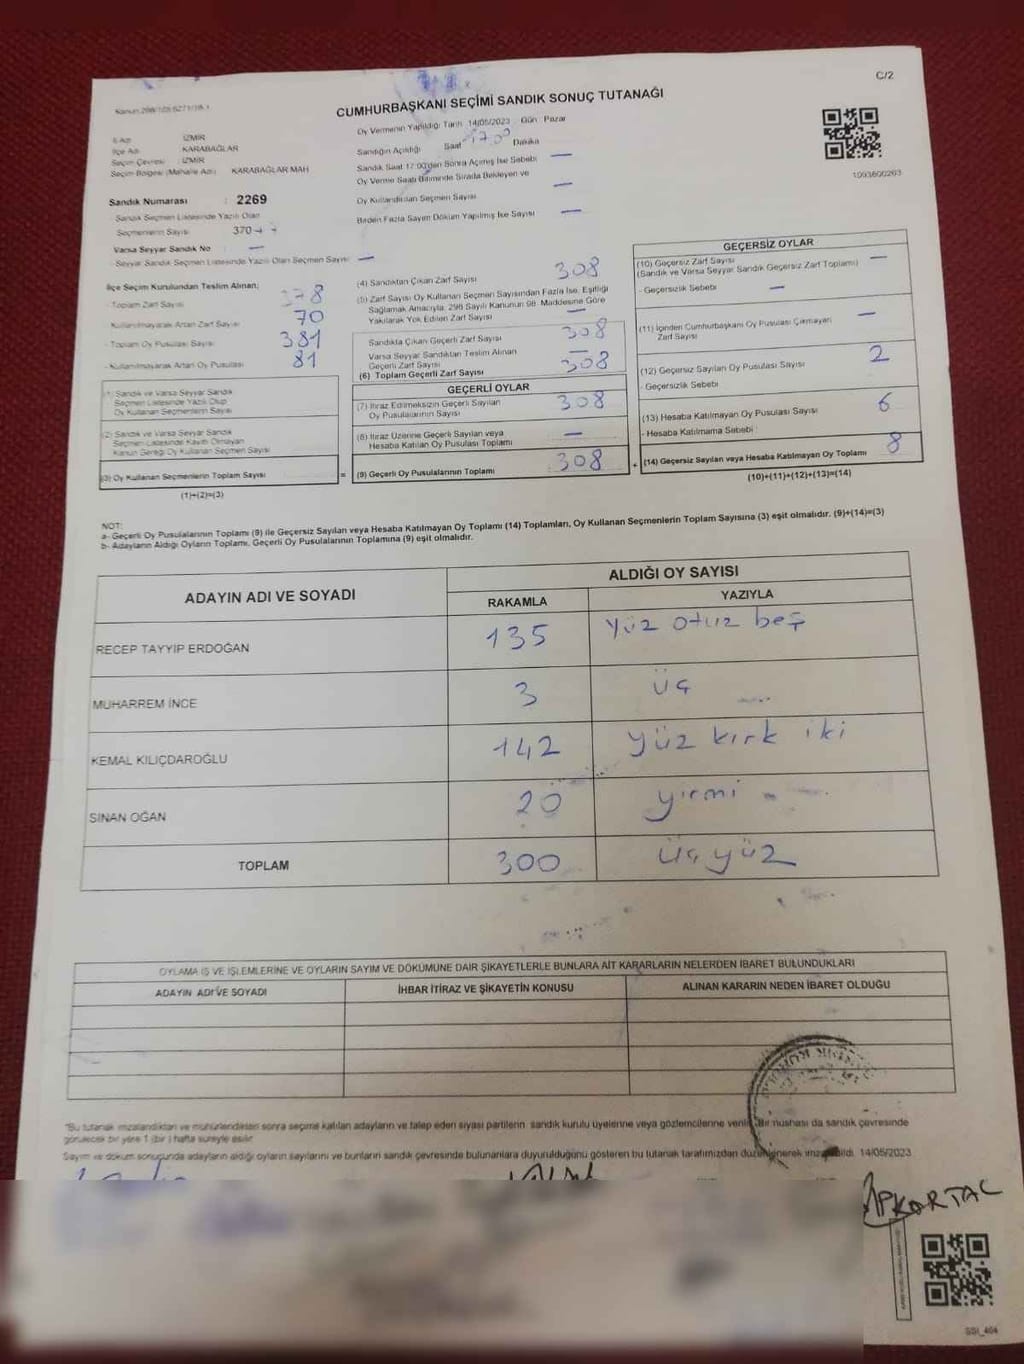 C/2
CUMHURBAŞKANI SEÇİMİ SANDIK SONUÇ TUTANAĞI
1093600203
İl Adı : İZMİR
İlçe Adı : KARABAĞLAR
Seçim Çevresi : İZMİR
Seçim Bölgesi (Mahalle Adı) : KARABAĞLAR MAH
Sandık Numarası : 2269
Sandık Seçmen Listesinde Yazılı Olan
Seçmenlerin Sayısı 370
Varsa Seyyar Sandık No —
- Seyyar Sandık Seçmen Listesinde Yazılı Olan Seçmen Sayısı —
Oy Vermenin Yapıldığı Tarih 14/05/2023 Gün : Pazar
Sandığın Açıldığı Saat 17.00 Dakika
Sandık Saat 17:00'den Sonra Açılmış İse Sebebi —
Oy Verme Saati Bitiminde Sırada Bekleyen ve
Oy Kullandırılan Seçmen Sayısı —
Birden Fazla Sayım Döküm Yapılmış İse Sayısı —
İlçe Seçim Kurulundan Teslim Alınan;
- Toplam Zarf Sayısı 378
- Kullanılmayarak Artan Zarf Sayısı 70
- Toplam Oy Pusulası Sayısı 381
- Kullanılmayarak Artan Oy Pusulası 81
(1) Sandık ve Varsa Seyyar Sandık
Seçmen Listesinde Yazılı Olup
Oy Kullanan Seçmenlerin Sayısı
(2) Sandık ve Varsa Seyyar Sandık
Seçmen Listesinde Kayıtlı Olmayan
Kanun Gereği Oy Kullanan Seçmen Sayısı
(3) Oy Kullanan Seçmenlerin Toplam Sayısı =
(1)+(2)=(3)
(4) Sandıktan Çıkan Zarf Sayısı 308
(5) Zarf Sayısı Oy Kullanan Seçmen Sayısından Fazla İse, Eşitliği
Sağlamak Amacıyla, 298 Sayılı Kanunun 98. Maddesine Göre
Yakılarak Yok Edilen Zarf Sayısı —
Sandıkta Çıkan Geçerli Zarf Sayısı 308
Varsa Seyyar Sandıktan Teslim Alınan
Geçerli Zarf Sayısı —
(6) Toplam Geçerli Zarf Sayısı 308
GEÇERLİ OYLAR
(7) İtiraz Edilmeksizin Geçerli Sayılan
Oy Pusulalarının Sayısı 308
(8) İtiraz Üzerine Geçerli Sayılan veya
Hesaba Katılan Oy Pusulası Toplamı —
(9) Geçerli Oy Pusulalarının Toplamı 308 +
GEÇERSİZ OYLAR
(10) Geçersiz Zarf Sayısı —
(Sandık ve Varsa Seyyar Sandık Geçersiz Zarf Toplamı)
- Geçersizlik Sebebi —
(11) İçinden Cumhurbaşkanı Oy Pusulası Çıkmayan
Zarf Sayısı —
(12) Geçersiz Sayılan Oy Pusulası Sayısı 2
- Geçersizlik Sebebi
(13) Hesaba Katılmayan Oy Pusulası Sayısı 6
- Hesaba Katılmama Sebebi :
(14) Geçersiz Sayılan veya Hesaba Katılmayan Oy Toplamı 8
(10)+(11)+(12)+(13)=(14)
NOT:
a- Geçerli Oy Pusulalarının Toplamı (9) ile Geçersiz Sayılan veya Hesaba Katılmayan Oy Toplamı (14) Toplamları, Oy Kullanan Seçmenlerin Toplam Sayısına (3) eşit olmalıdır. (9)+(14)=(3)
b- Adayların Aldığı Oyların Toplamı, Geçerli Oy Pusulalarının Toplamına (9) eşit olmalıdır.
ADAYIN ADI VE SOYADI
ALDIĞI OY SAYISI
RAKAMLA YAZIYLA
RECEP TAYYİP ERDOĞAN 135 yüz otuz beş
MUHARREM İNCE 3 üç
KEMAL KILIÇDAROĞLU 142 yüz kırk iki
SİNAN OĞAN 20 yirmi
TOPLAM 300 üçyüz
OYLAMA İŞ VE İŞLEMLERİNE VE OYLARIN SAYIM VE DÖKÜMÜNE DAİR ŞİKAYETLERLE BUNLARA AİT KARARLARIN NELERDEN İBARET BULUNDUKLARI
ADAYIN ADI VE SOYADI İHBAR İTİRAZ VE ŞİKAYETİN KONUSU ALINAN KARARIN NEDEN İBARET OLDUĞU
*Bu tutanak imzalandıktan ve mühürlendikten sonra seçime katılan adayların ve talep eden siyasi partilerin sandık kurulu üyelerine veya gözlemcilerine verilir. Bir nüshası da sandık çevresinde
görülecek bir yere 1 (bir) hafta süreyle asılır.
Sayım ve döküm sonucunda adayların aldığı oyların sayılarını ve bunların sandık çevresinde bulunanlara duyurulduğunu gösteren bu tutanak tarafımızdan düzenlenerek imzalandı. 14/05/2023
KARTAL
SSI_464